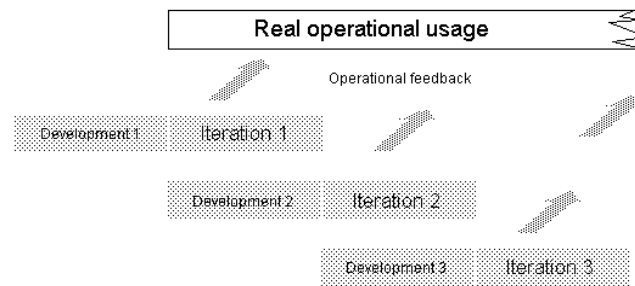 Real operational usage
Operational feedback
Development 1 Iteration 1
Development 2 Iteration 2
Development 3 Iteration 3